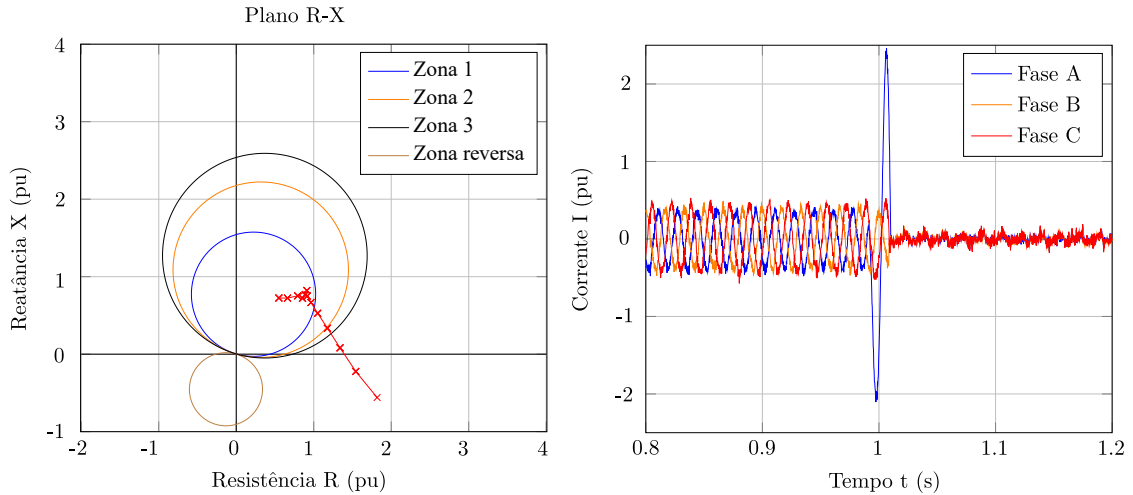 Plano R-X
4
3
2
1
0
-1
-2
-1
0
1
2
3
4
Reatância X (pu)
Resistência R (pu)
Zona 1
Zona 2
Zona 3
Zona reversa
2
1
0
-1
-2
0.8
0.9
1
1.1
1.2
Corrente I (pu)
Tempo t (s)
Fase A
Fase B
Fase C